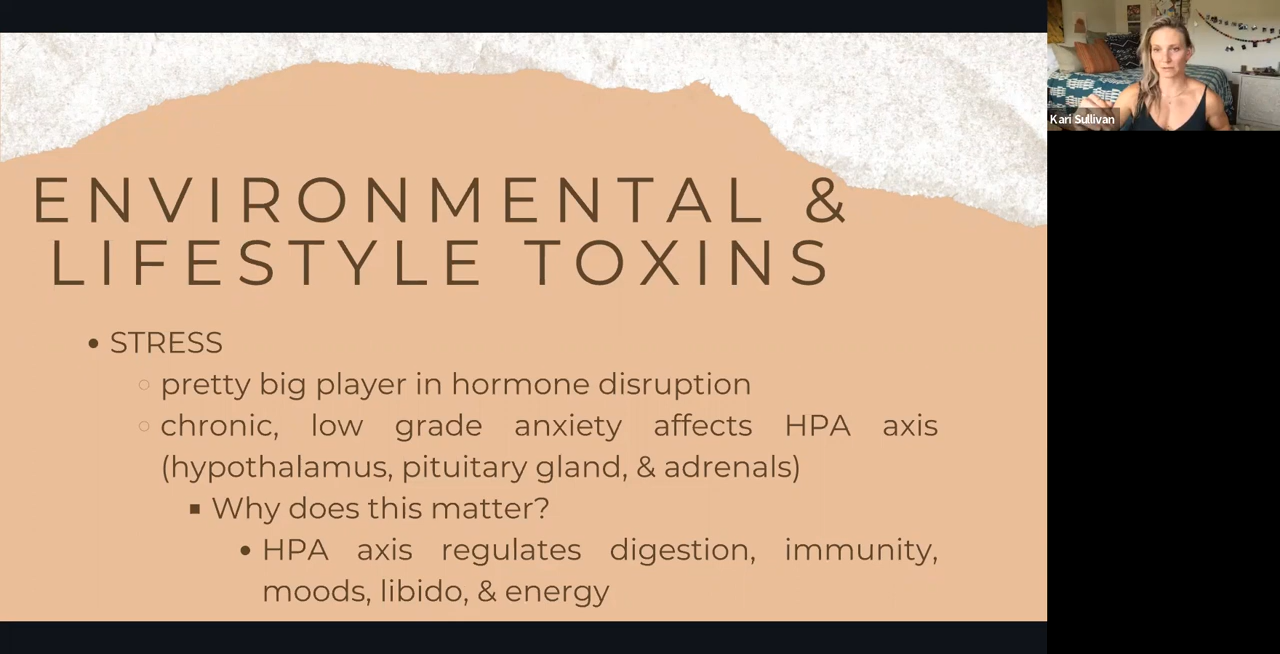 ENVIRONMENTAL &
LIFESTYLE TOXINS
• STRESS
○ pretty big player in hormone disruption
○ chronic, low grade anxiety affects HPA axis
(hypothalamus, pituitary gland, & adrenals)
▪ Why does this matter?
• HPA axis regulates digestion, immunity,
moods, libido, & energy
Kari Sullivan